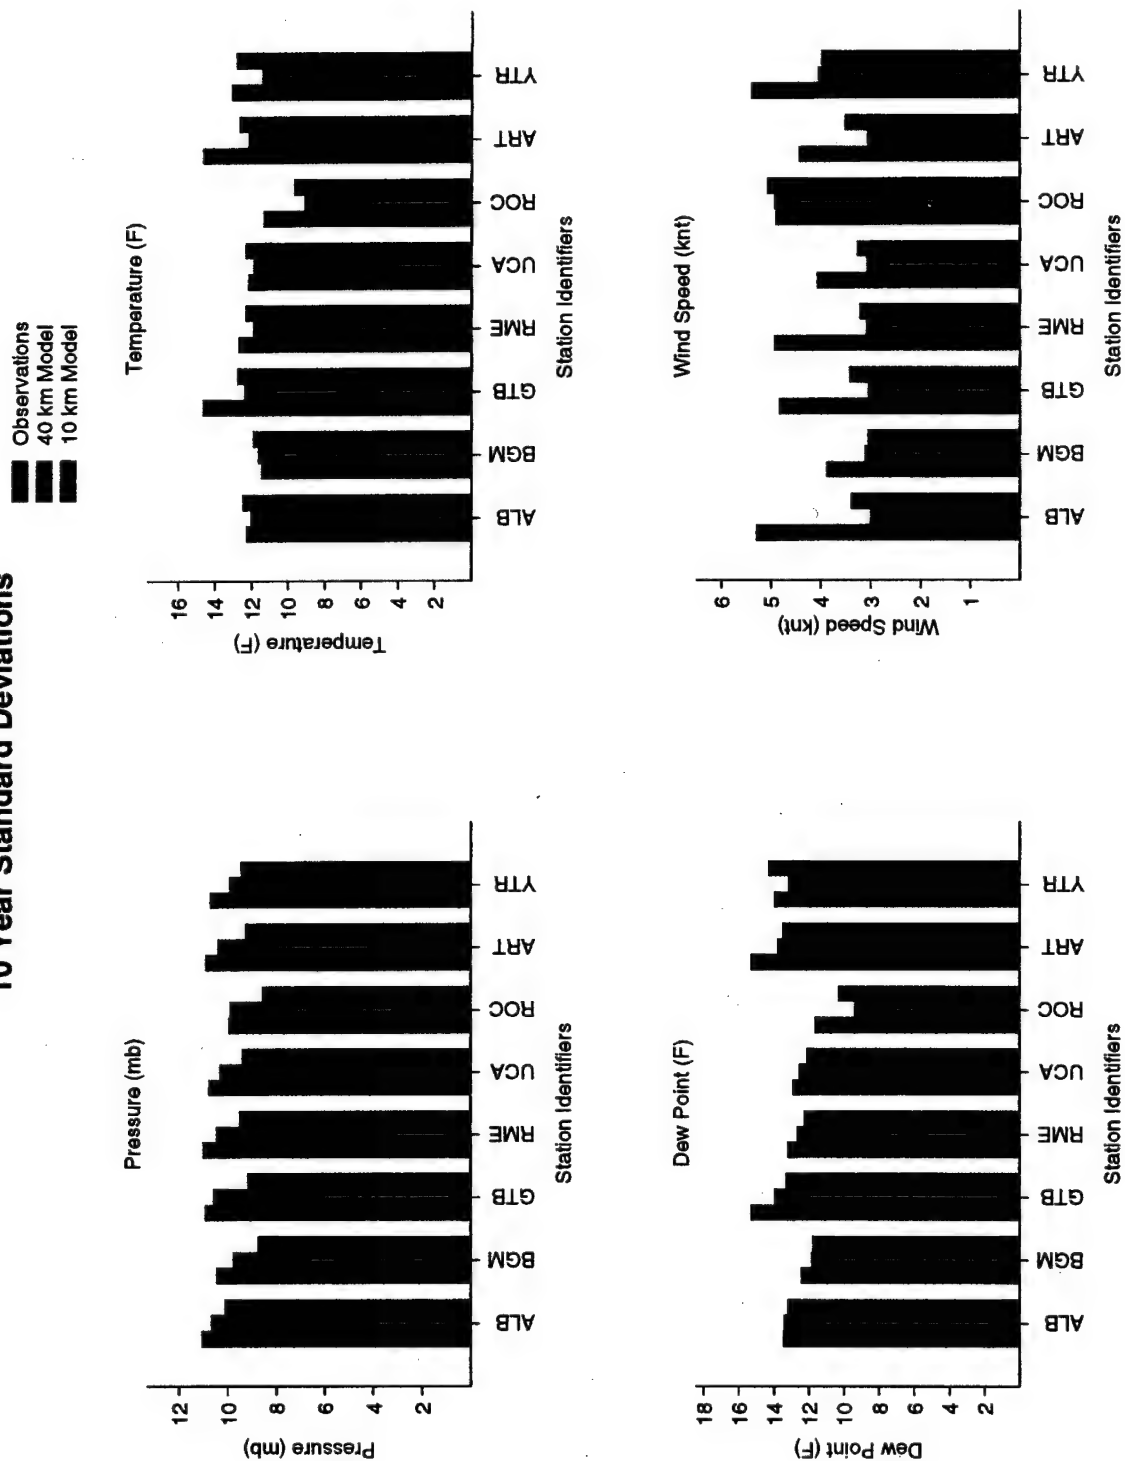 10 Year Standard Deviations
Observations
40 km Model
10 km Model
Pressure (mb)
Pressure (mb)
12
10
8
6
4
2
ALB
BGM
GTB
RME
UCA
ROC
ART
YTR
Station Identifiers
Temperature (F)
Temperature (F)
16
14
12
10
8
6
4
2
ALB
BGM
GTB
RME
UCA
ROC
ART
YTR
Station Identifiers
Dew Point (F)
Dew Point (F)
18
16
14
12
10
8
6
4
2
ALB
BGM
GTB
RME
UCA
ROC
ART
YTR
Station Identifiers
Wind Speed (knt)
Wind Speed (knt)
6
5
4
3
2
1
ALB
BGM
GTB
RME
UCA
ROC
ART
YTR
Station Identifiers